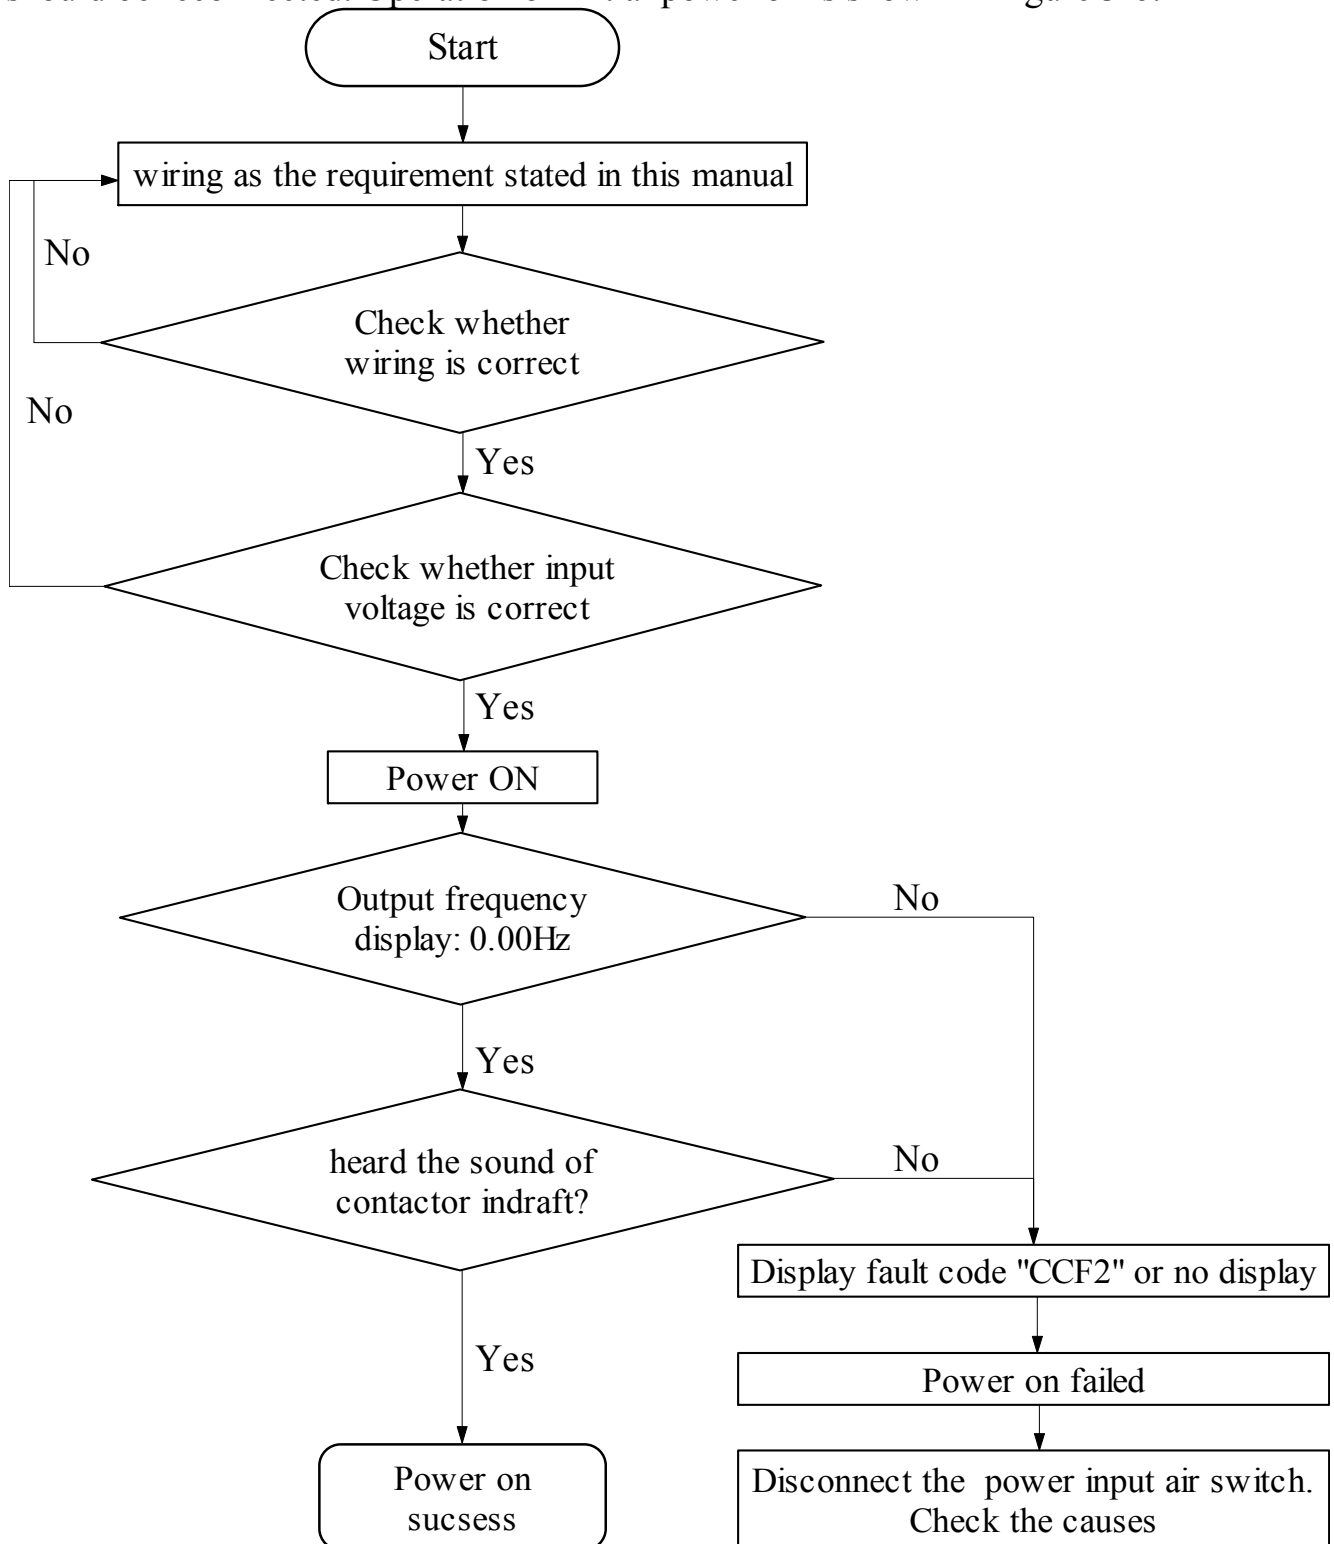 Start
wiring as the requirement stated in this manual
No
Check whether
wiring is correct
No
Yes
Check whether input
voltage is correct
Yes
Power ON
Output frequency
display: 0.00Hz
No
Yes
heard the sound of
contactor indraft?
No
Display fault code "CCF2" or no display
Yes
Power on failed
Power on
sucsess
Disconnect the power input air switch.
Check the causes